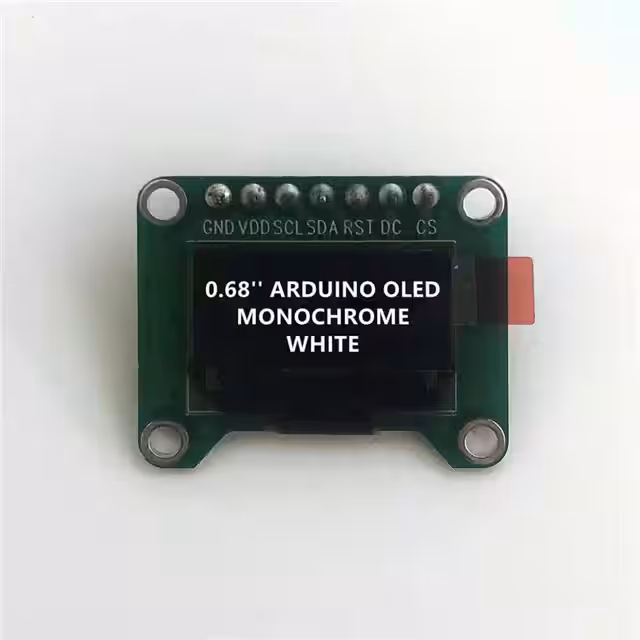 GND VDD SCL SDA RST DC CS
0.68'' ARDUINO OLED
MONOCHROME
WHITE